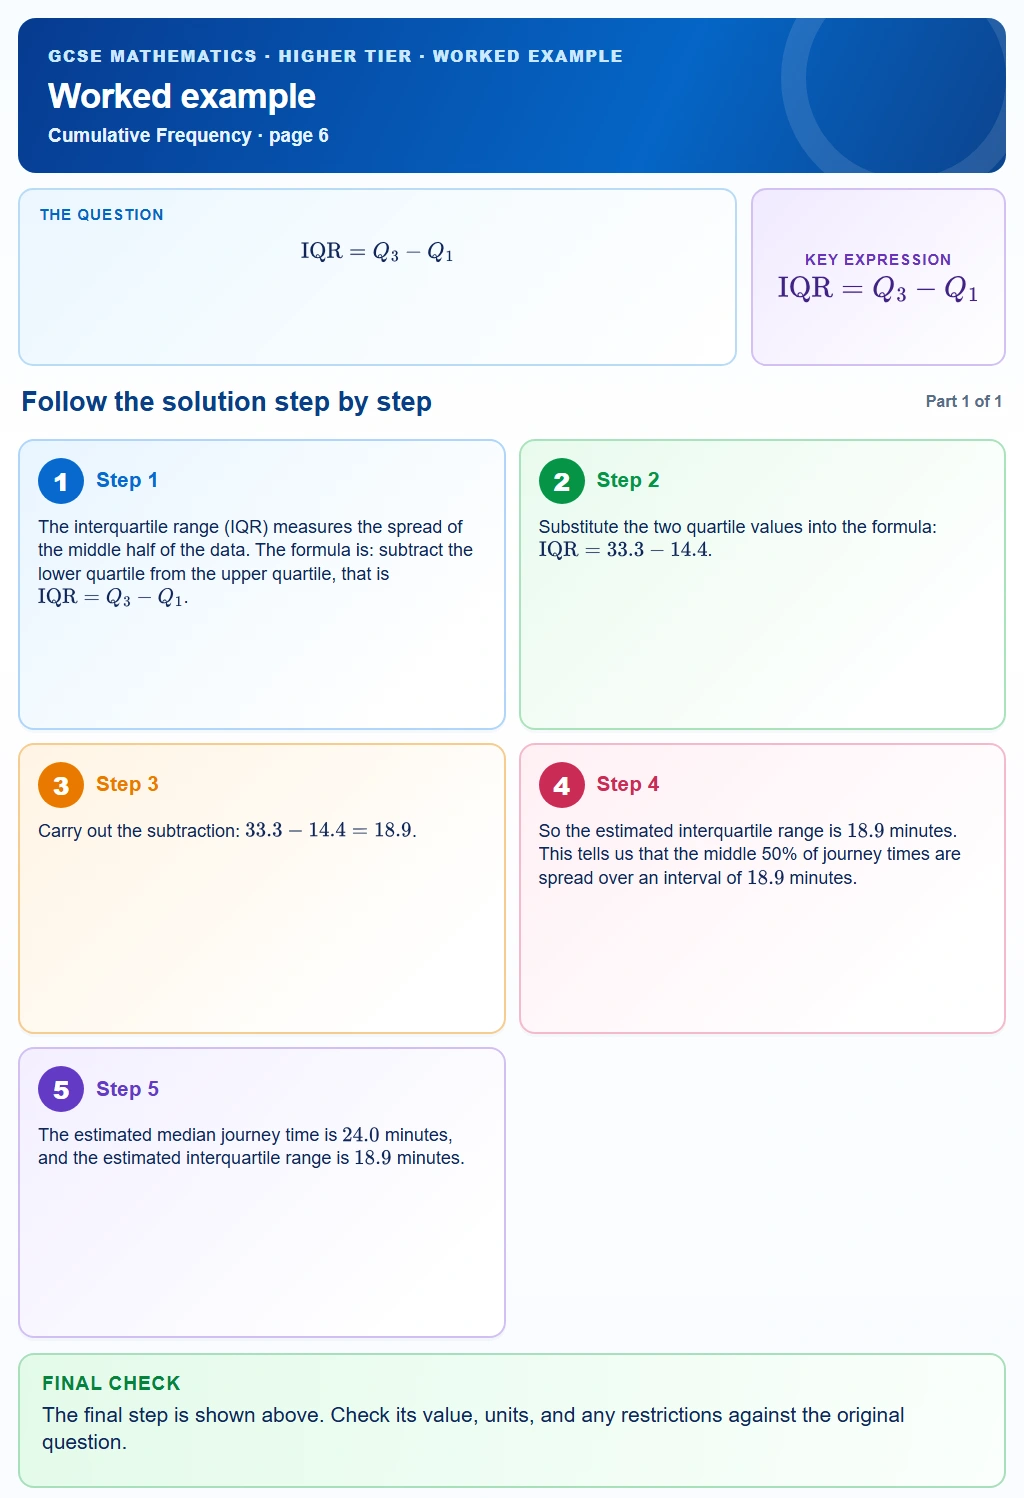 GCSE MATHEMATICS · HIGHER TIER · WORKED EXAMPLE
Worked example
Cumulative Frequency · page 6
THE QUESTION
IQR = Q₃ − Q₁
KEY EXPRESSION
IQR = Q₃ − Q₁
Follow the solution step by step
Part 1 of 1
1 Step 1
The interquartile range (IQR) measures the spread of
the middle half of the data. The formula is: subtract the
lower quartile from the upper quartile, that is
IQR = Q₃ − Q₁.
2 Step 2
Substitute the two quartile values into the formula:
IQR = 33.3 − 14.4.
3 Step 3
Carry out the subtraction: 33.3 − 14.4 = 18.9.
4 Step 4
So the estimated interquartile range is 18.9 minutes.
This tells us that the middle 50% of journey times are
spread over an interval of 18.9 minutes.
5 Step 5
The estimated median journey time is 24.0 minutes,
and the estimated interquartile range is 18.9 minutes.
FINAL CHECK
The final step is shown above. Check its value, units, and any restrictions against the original
question.